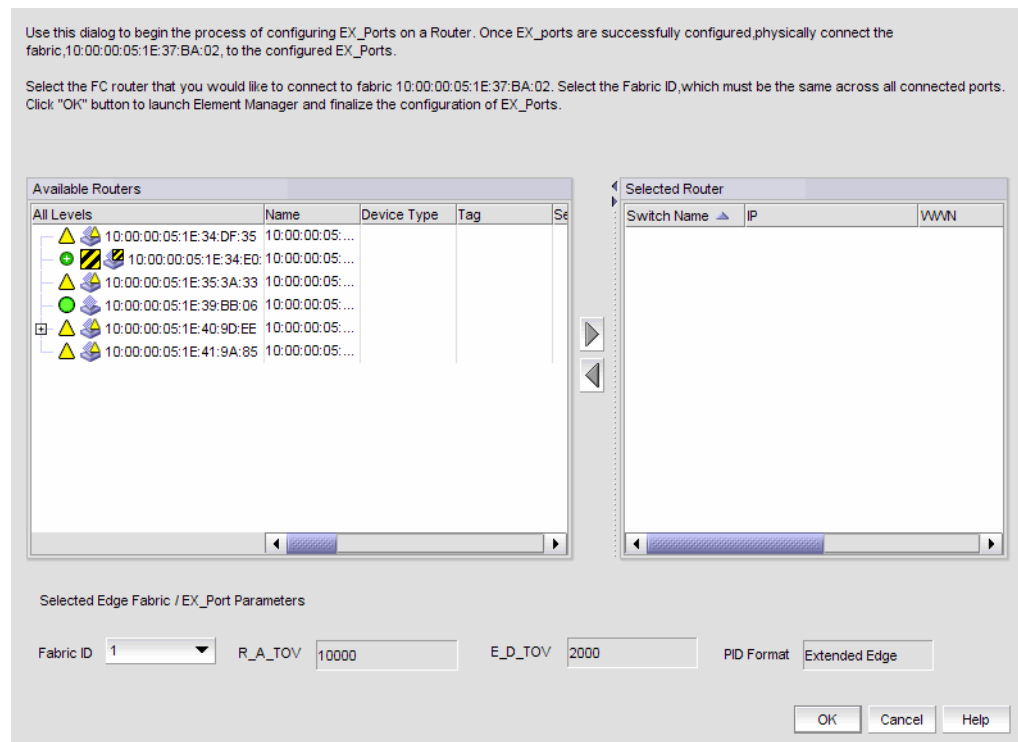 Use this dialog to begin the process of configuring EX_Ports on a Router. Once EX_ports are successfully configured,physically connect the
fabric,10:00:00:05:1E:37:BA:02, to the configured EX_Ports.
Select the FC router that you would like to connect to fabric 10:00:00:05:1E:37:BA:02. Select the Fabric ID,which must be the same across all connected ports.
Click "OK" button to launch Element Manager and finalize the configuration of EX_Ports.
Available Routers
All Levels Name Device Type Tag Se
10:00:00:05:1E:34:DF:35 10:00:00:05:...
10:00:00:05:1E:34:E0: 10:00:00:05:...
10:00:00:05:1E:35:3A:33 10:00:00:05:...
10:00:00:05:1E:39:BB:06 10:00:00:05:...
10:00:00:05:1E:40:9D:EE 10:00:00:05:...
10:00:00:05:1E:41:9A:85 10:00:00:05:...
Selected Router
Switch Name IP WWN
Selected Edge Fabric / EX_Port Parameters
Fabric ID 1 R_A_TOV 10000 E_D_TOV 2000 PID Format Extended Edge
OK Cancel Help